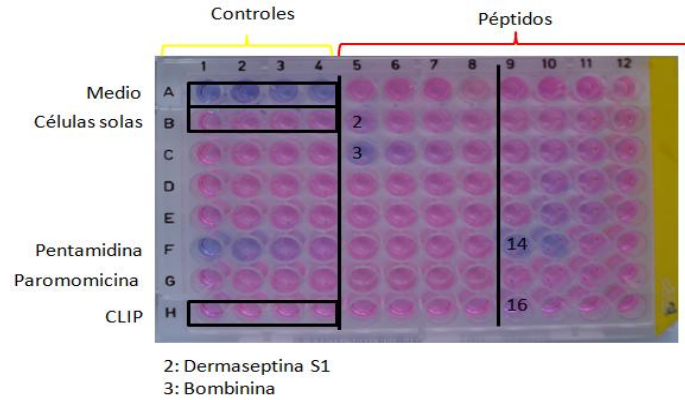 Controles
Péptidos
1 2 3 4 5 6 7 8 9 10 11 12
Medio A
Células solas B 2
C 3
D
E
Pentamidina F 14
Paromomicina G
CLIP H 16
2: Dermaseptina S1
3: Bombinina